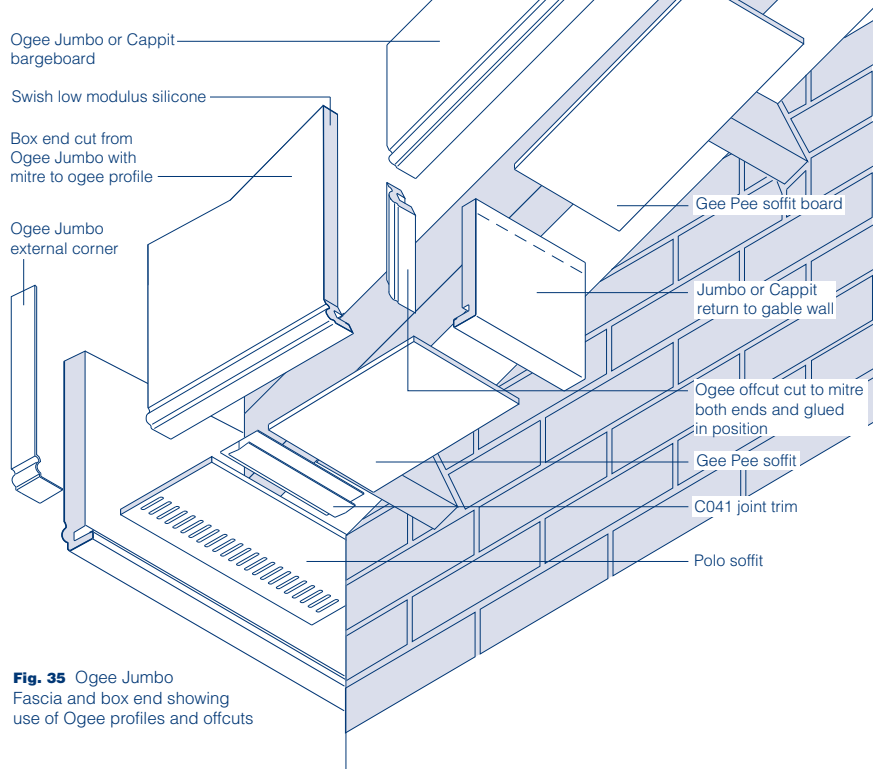 Ogee Jumbo or Cappit
bargeboard
Swish low modulus silicone
Box end cut from
Ogee Jumbo with
mitre to ogee profile
Ogee Jumbo
external corner
Gee Pee soffit board
Jumbo or Cappit
return to gable wall
Ogee offcut cut to mitre
both ends and glued
in position
Gee Pee soffit
C041 joint trim
Polo soffit
Fig. 35 Ogee Jumbo
Fascia and box end showing
use of Ogee profiles and offcuts